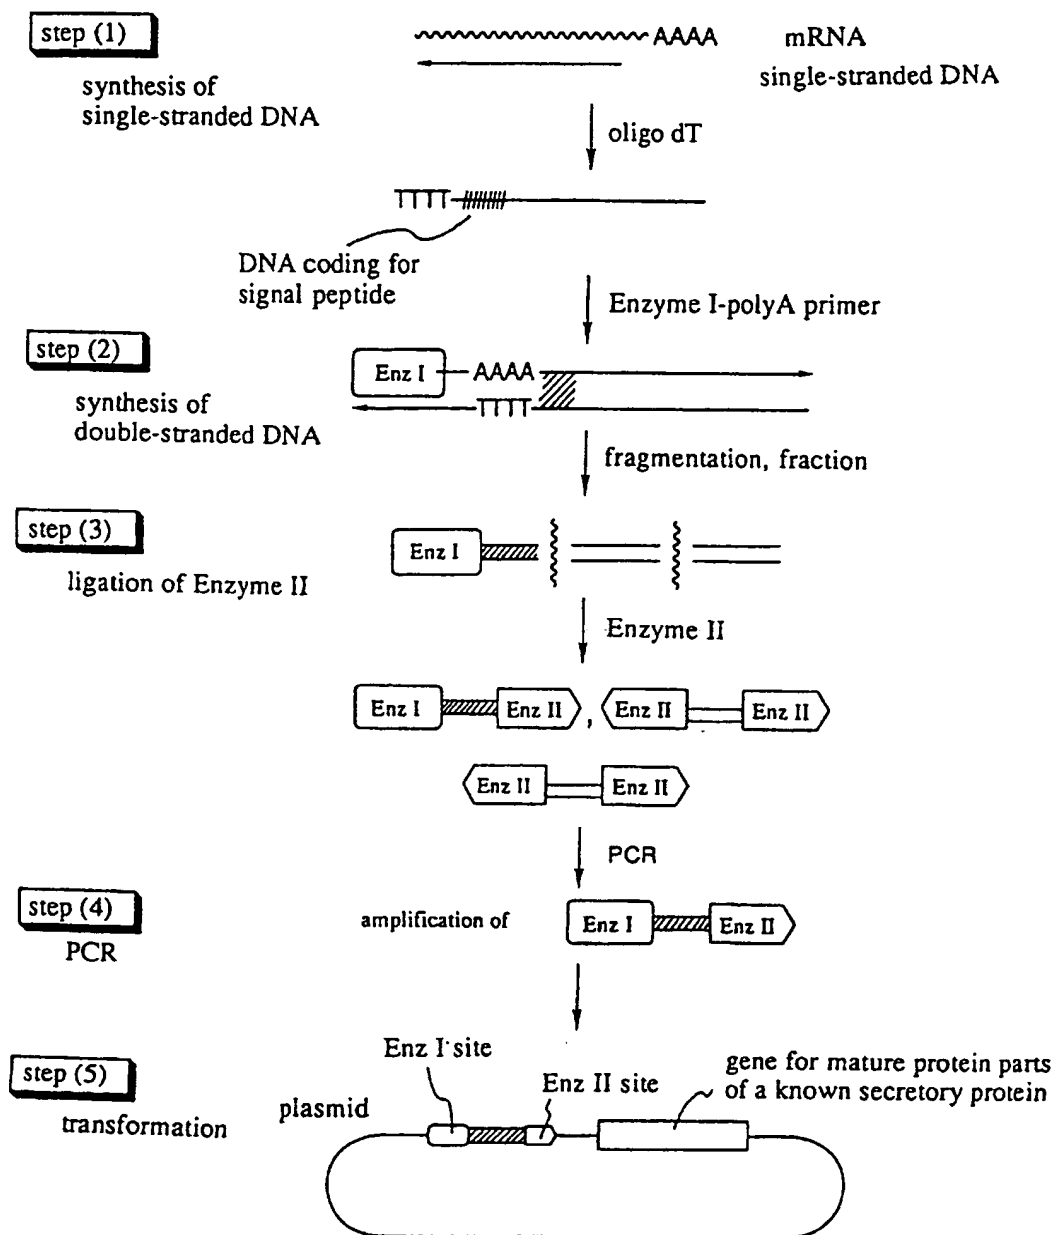 step (1)
AAAA mRNA
single-stranded DNA
synthesis of
single-stranded DNA
oligo dT
TTTT
DNA coding for
signal peptide
Enzyme I-polyA primer
step (2)
Enz I AAAA
TTTT
synthesis of
double-stranded DNA
fragmentation, fraction
step (3)
Enz I
ligation of Enzyme II
Enzyme II
Enz I Enz II , Enz II Enz II
Enz II Enz II
PCR
step (4)
PCR
amplification of Enz I Enz II
Enz I site
Enz II site
gene for mature protein parts
of a known secretory protein
step (5)
transformation
plasmid